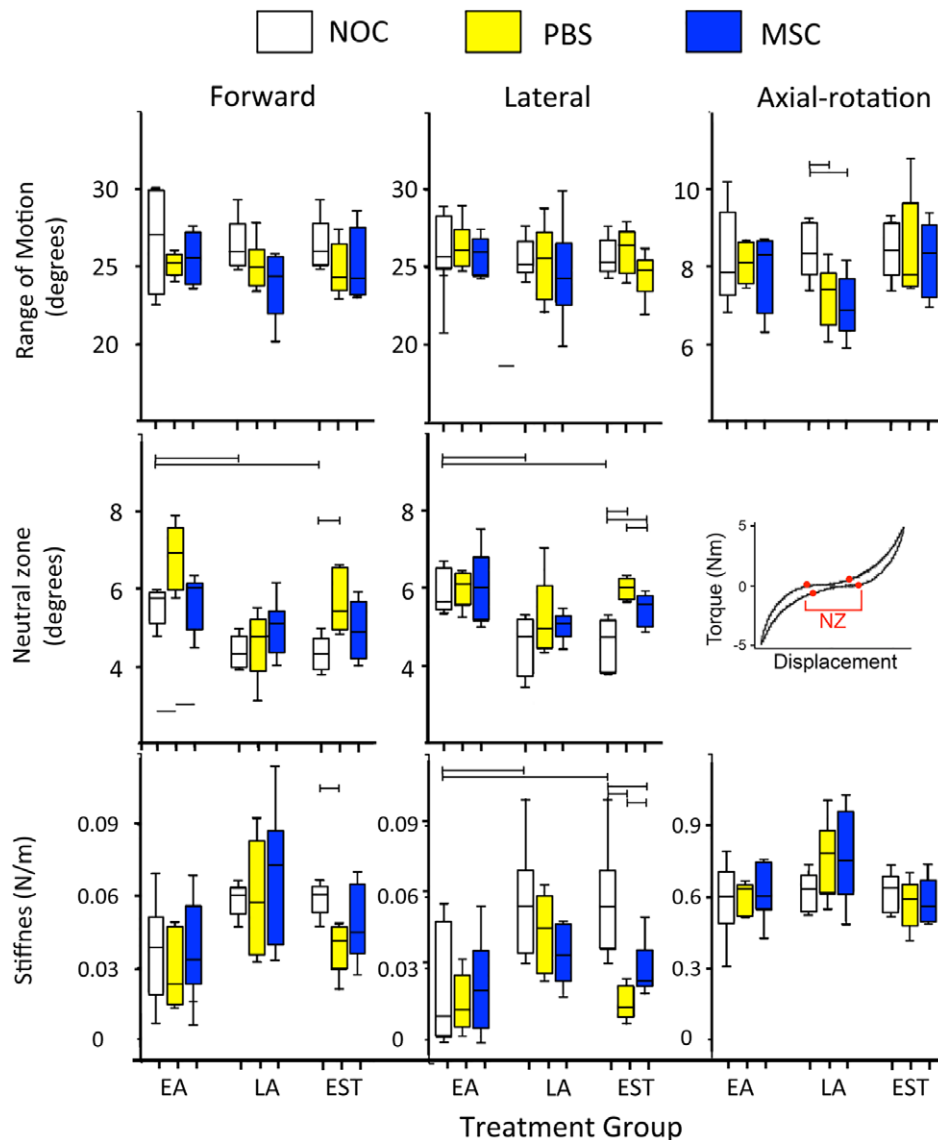 NOC PBS MSC
Forward Lateral Axial-rotation
Range of Motion
(degrees)
30 30 10
25 25 8
20 20 6
Neutral zone
(degrees)
8 8
6 6
4 4
Torque (Nm)
5
0
-5
NZ
Displacement
Stiffnes (N/m)
0.09 0.09 0.9
0.06 0.06 0.6
0.03 0.03 0.3
0 0 0
EA LA EST EA LA EST EA LA EST
Treatment Group